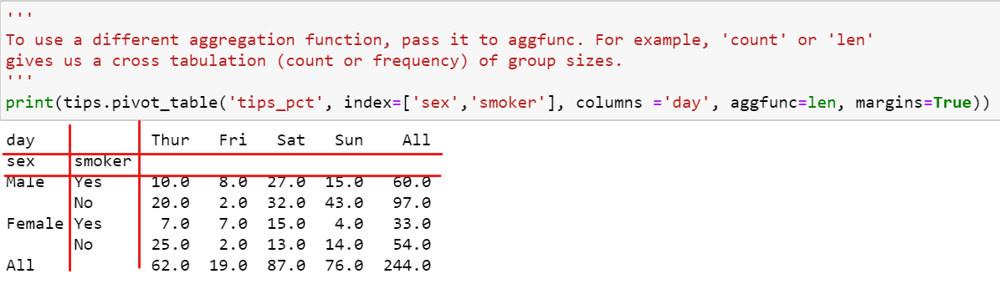 '''
To use a different aggregation function, pass it to aggfunc. For example, 'count' or 'len'
gives us a cross tabulation (count or frequency) of group sizes.
'''
print(tips.pivot_table('tips_pct', index=['sex','smoker'], columns ='day', aggfunc=len, margins=True))
day Thur Fri Sat Sun All
sex smoker
Male Yes 10.0 8.0 27.0 15.0 60.0
No 20.0 2.0 32.0 43.0 97.0
Female Yes 7.0 7.0 15.0 4.0 33.0
No 25.0 2.0 13.0 14.0 54.0
All 62.0 19.0 87.0 76.0 244.0